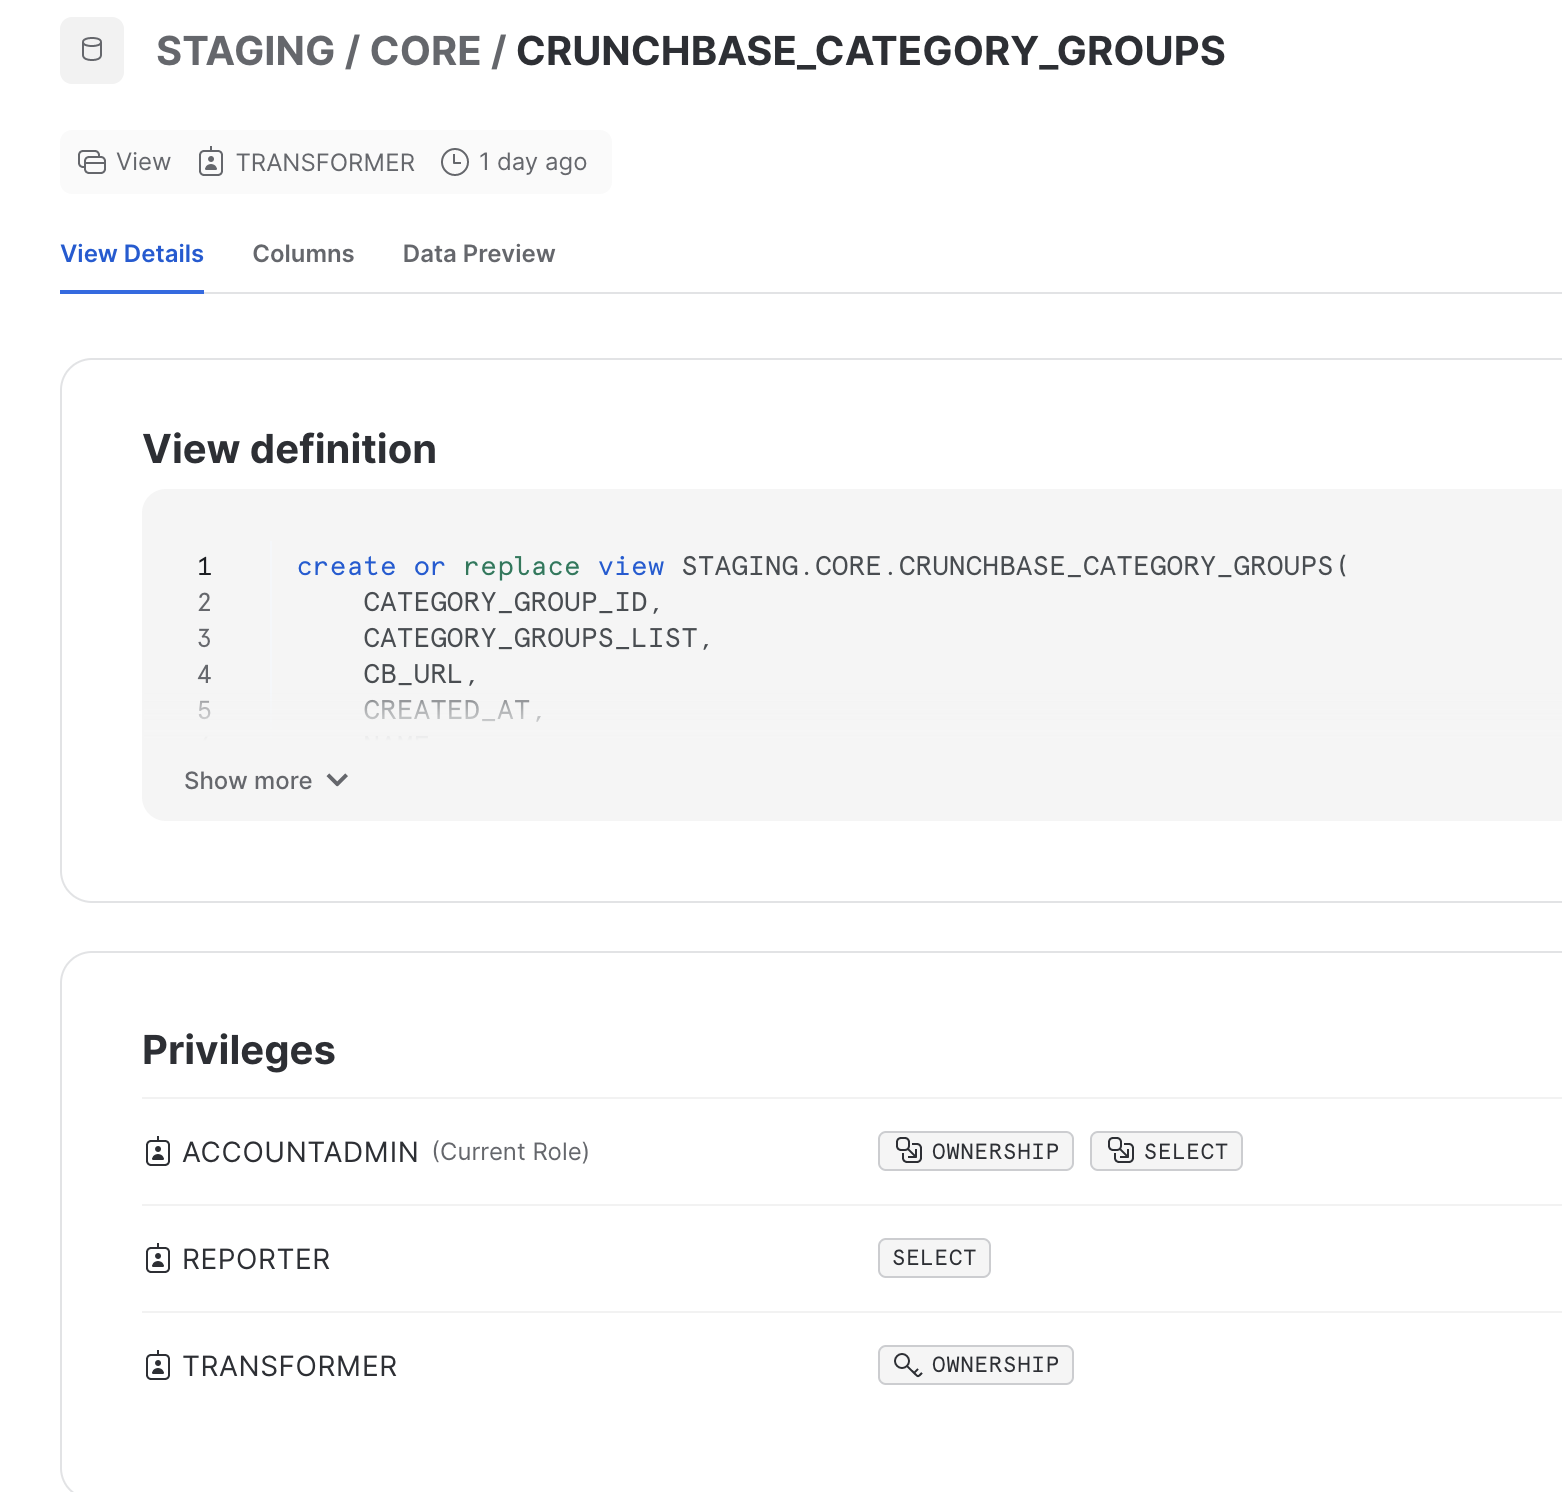 STAGING / CORE / CRUNCHBASE_CATEGORY_GROUPS
View TRANSFORMER 1 day ago
View Details Columns Data Preview
View definition
1 create or replace view STAGING.CORE.CRUNCHBASE_CATEGORY_GROUPS(
2 CATEGORY_GROUP_ID,
3 CATEGORY_GROUPS_LIST,
4 CB_URL,
5 CREATED_AT,
Show more
Privileges
ACCOUNTADMIN (Current Role) OWNERSHIP SELECT
REPORTER SELECT
TRANSFORMER OWNERSHIP